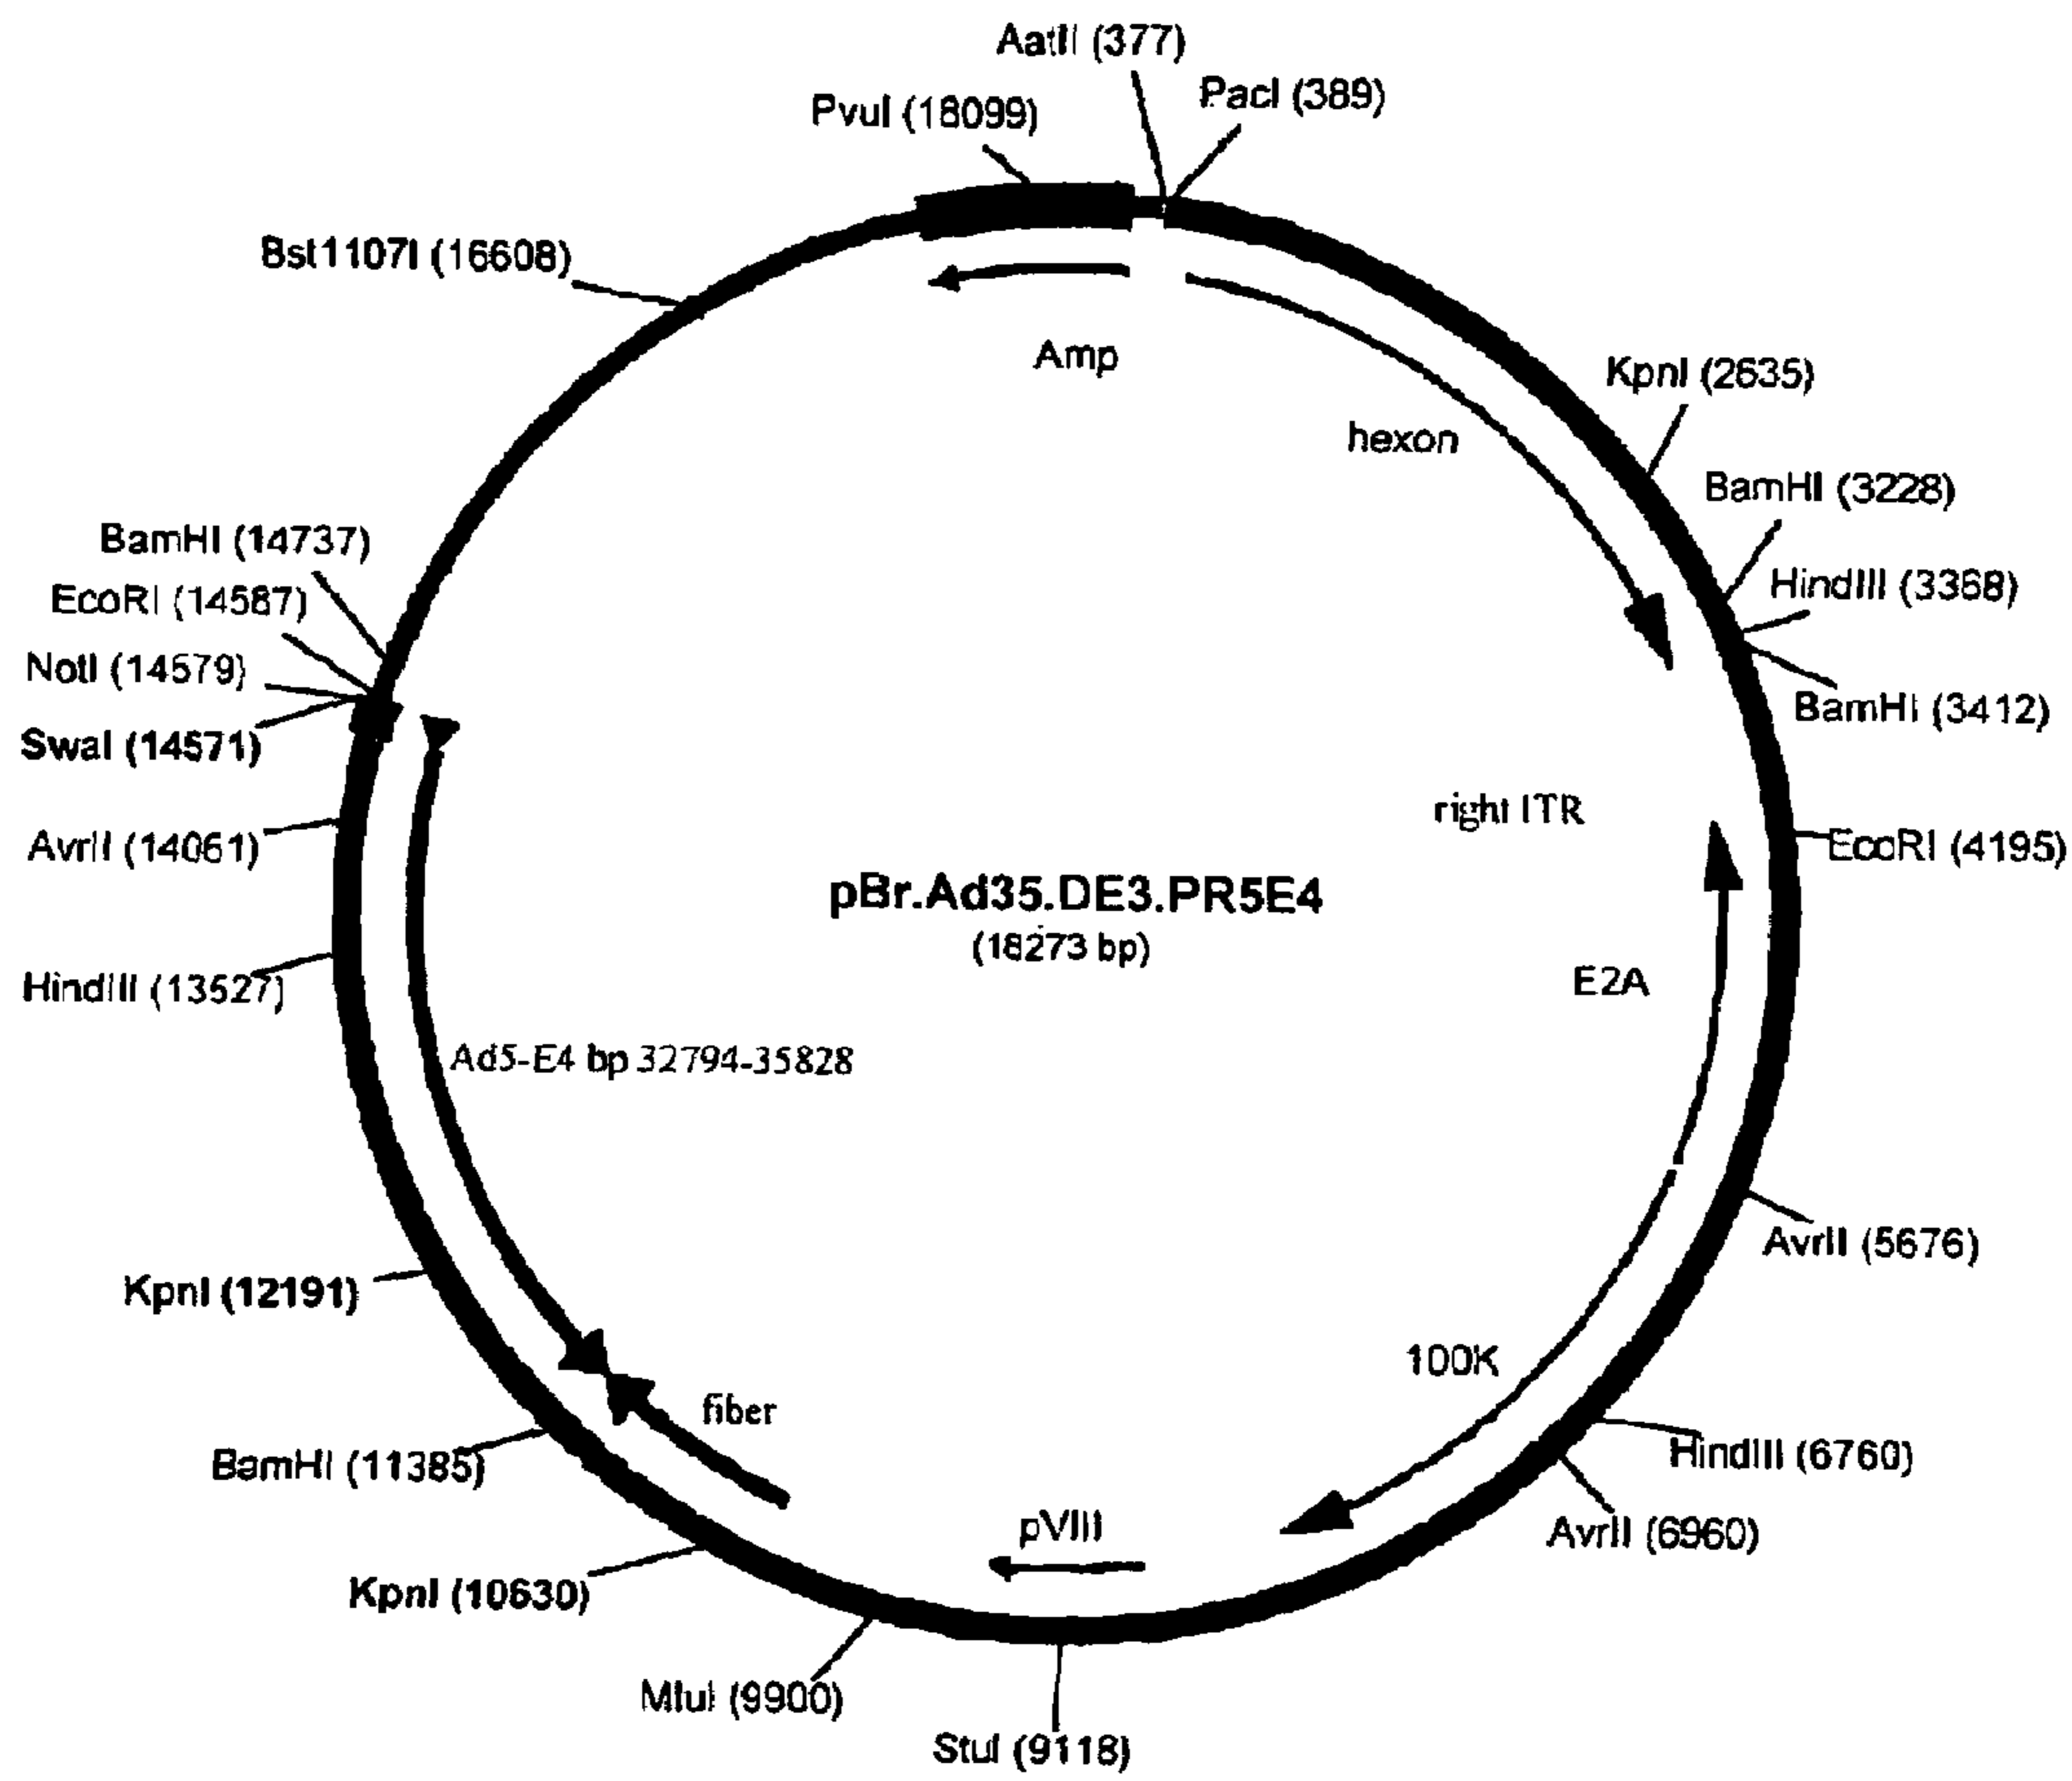 AatII (377)
PacI (389)
PvuI (18099)
Bst1107I (16608)
Amp
KpnI (2635)
hexon
BamHI (3228)
BamHI (14737)
HindIII (3368)
EcoRI (14587)
NotI (14579)
BamHI (3412)
SwaI (14571)
right ITR
EcoRI (4195)
AvrII (14061)
pBr.Ad35.DE3.PR5E4
(18273 bp)
E2A
HindIII (13527)
Ad5-E4 bp 32794-35828
AvrII (5676)
KpnI (12191)
100K
fiber
HindIII (6760)
BamHI (11385)
pVIII
AvrII (6960)
KpnI (10630)
MluI (9900)
StuI (9118)